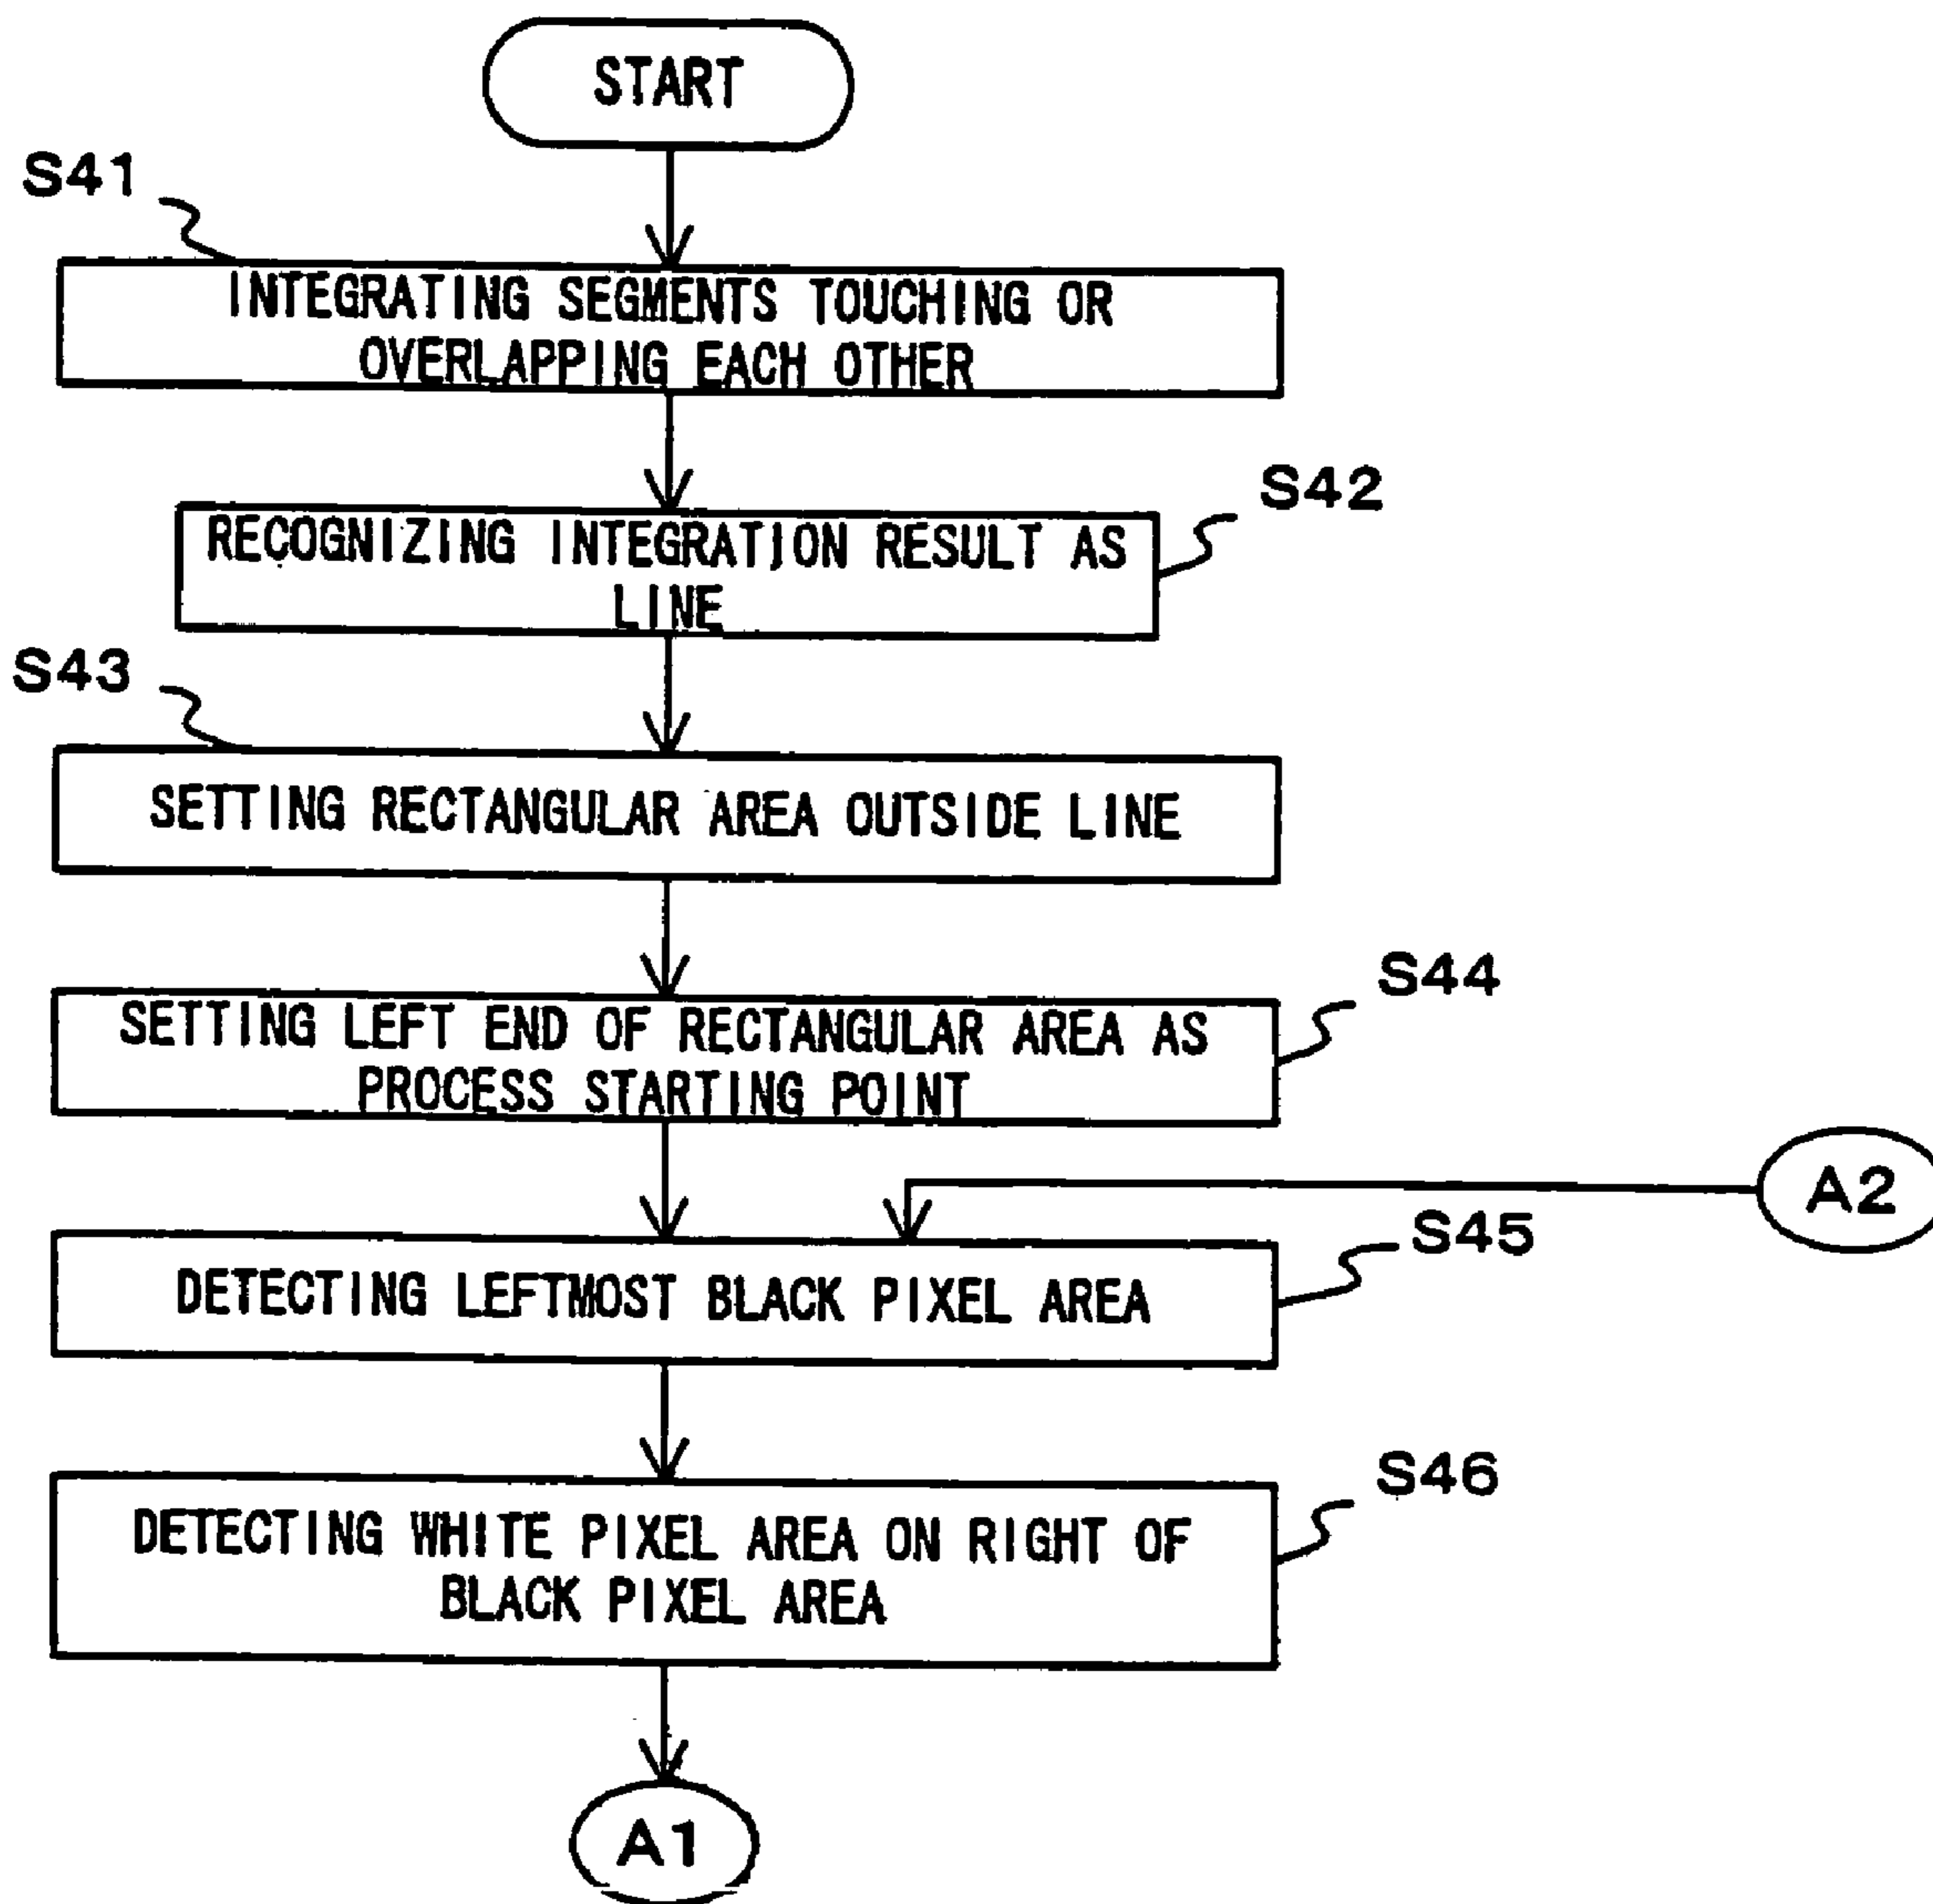 START
S41
INTEGRATING SEGMENTS TOUCHING OR
OVERLAPPING EACH OTHER
S42
RECOGNIZING INTEGRATION RESULT AS
LINE
S43
SETTING RECTANGULAR AREA OUTSIDE LINE
S44
SETTING LEFT END OF RECTANGULAR AREA AS
PROCESS STARTING POINT
A2
S45
DETECTING LEFTMOST BLACK PIXEL AREA
S46
DETECTING WHITE PIXEL AREA ON RIGHT OF
BLACK PIXEL AREA
A1